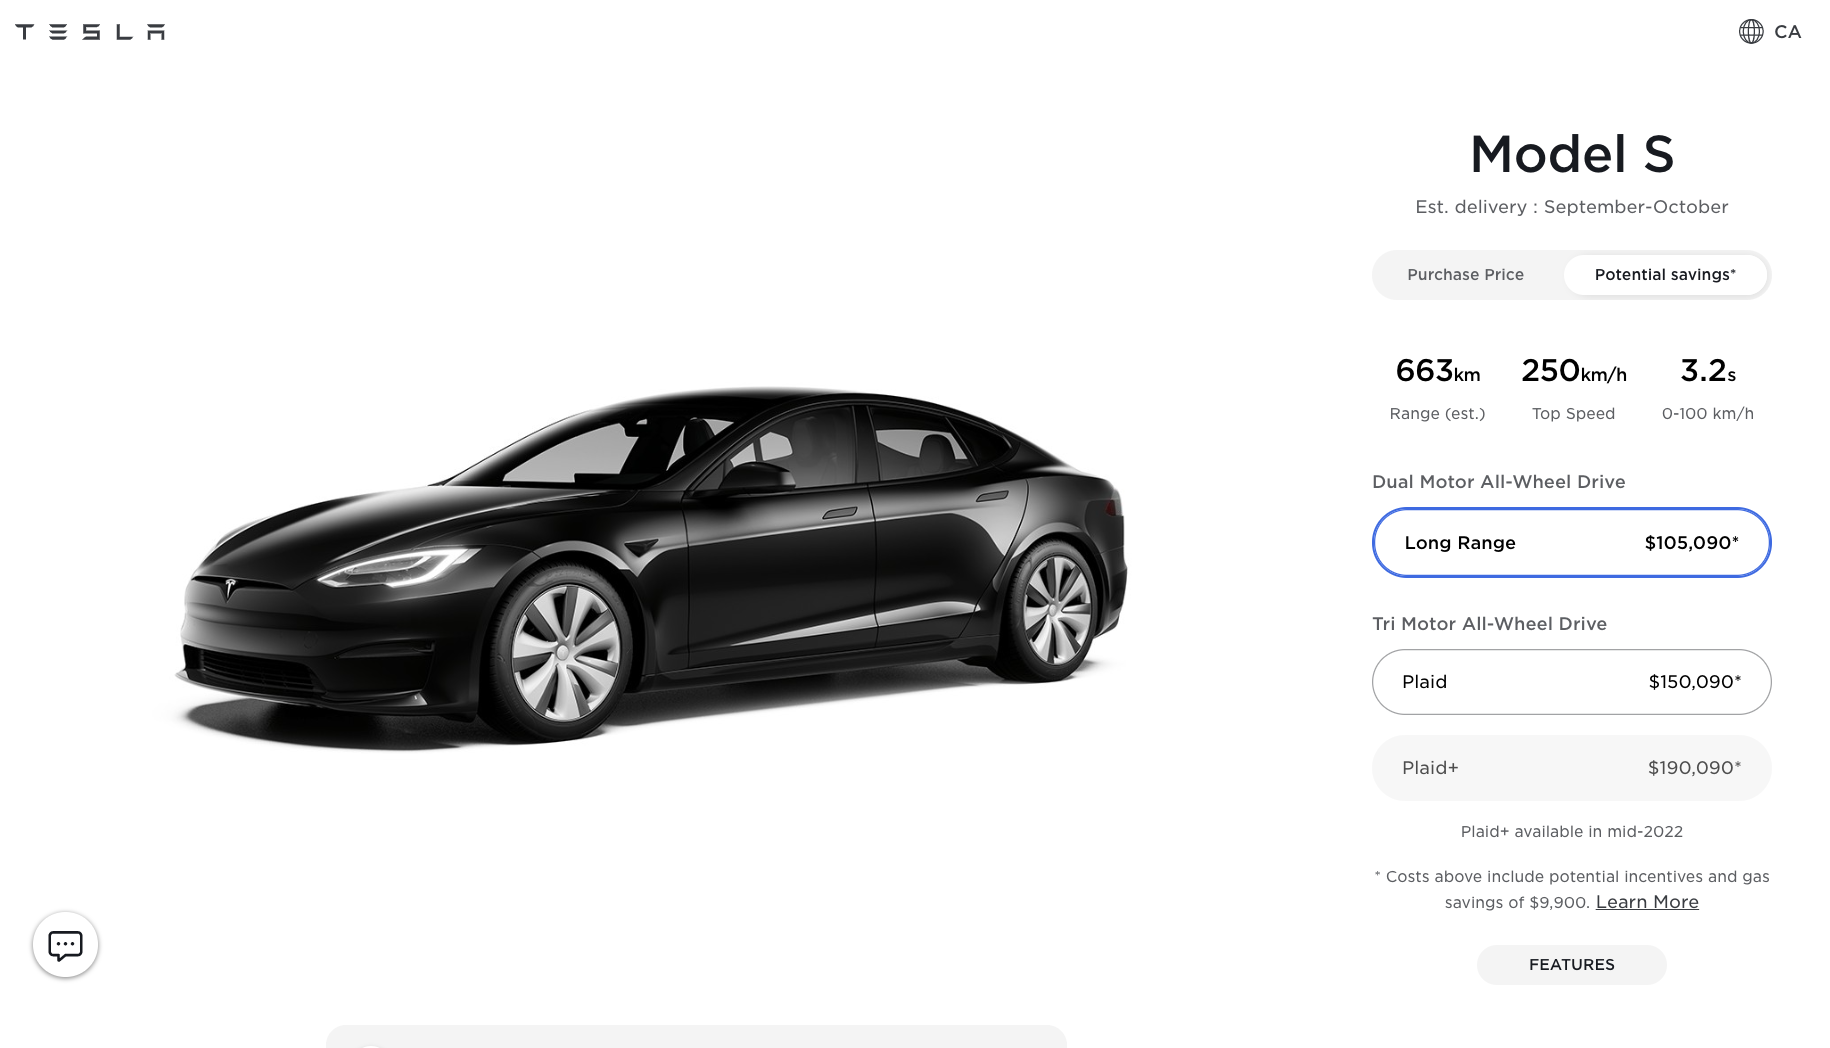 TESLA
CA
Model S
Est. delivery : September-October
Purchase Price
Potential savings*
663km 250km/h 3.2s
Range (est.) Top Speed 0-100 km/h
Dual Motor All-Wheel Drive
Long Range $105,090*
Tri Motor All-Wheel Drive
Plaid $150,090*
Plaid+ $190,090*
Plaid+ available in mid-2022
* Costs above include potential incentives and gas
savings of $9,900. Learn More
FEATURES